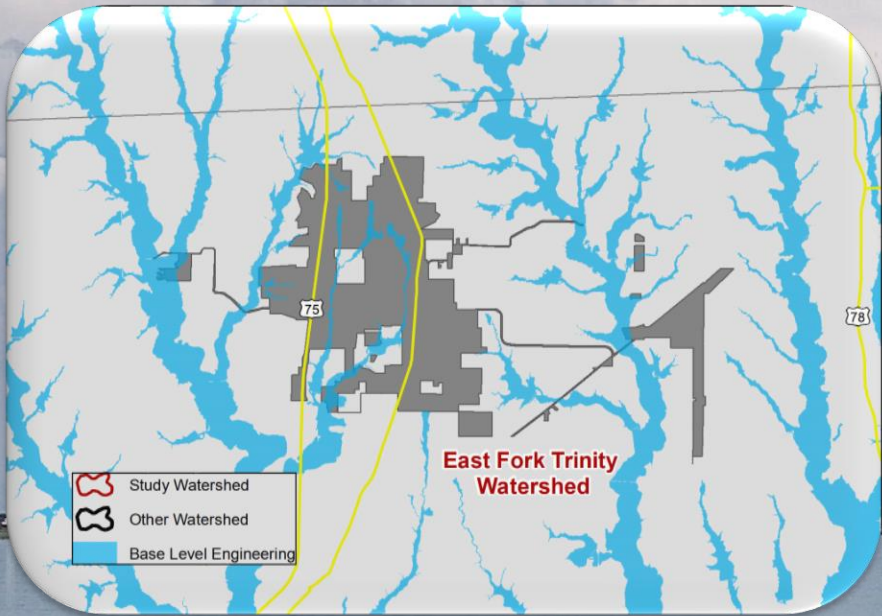 75
78
East Fork Trinity
Watershed
Study Watershed
Other Watershed
Base Level Engineering